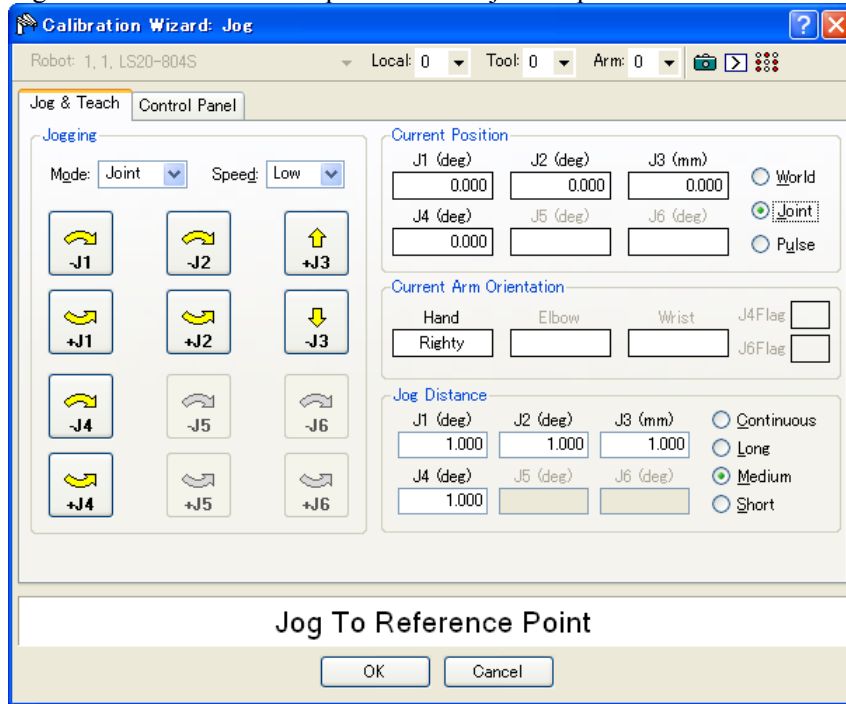 Calibration Wizard: Jog
Robot: 1, 1, LS20-804S Local: 0 Tool: 0 Arm: 0
Jog & Teach Control Panel
Jogging
Mode: Joint Speed: Low
-J1 -J2 +J3
+J1 +J2 -J3
-J4 -J5 -J6
+J4 +J5 +J6
Current Position
J1 (deg) J2 (deg) J3 (mm)
0.000 0.000 0.000
World
J4 (deg) J5 (deg) J6 (deg)
Joint
0.000
Pulse
Current Arm Orientation
Hand Elbow Wrist J4Flag
Righty
J6Flag
Jog Distance
J1 (deg) J2 (deg) J3 (mm) Continuous
1.000 1.000 1.000
Long
J4 (deg) J5 (deg) J6 (deg) Medium
1.000
Short
Jog To Reference Point
OK Cancel